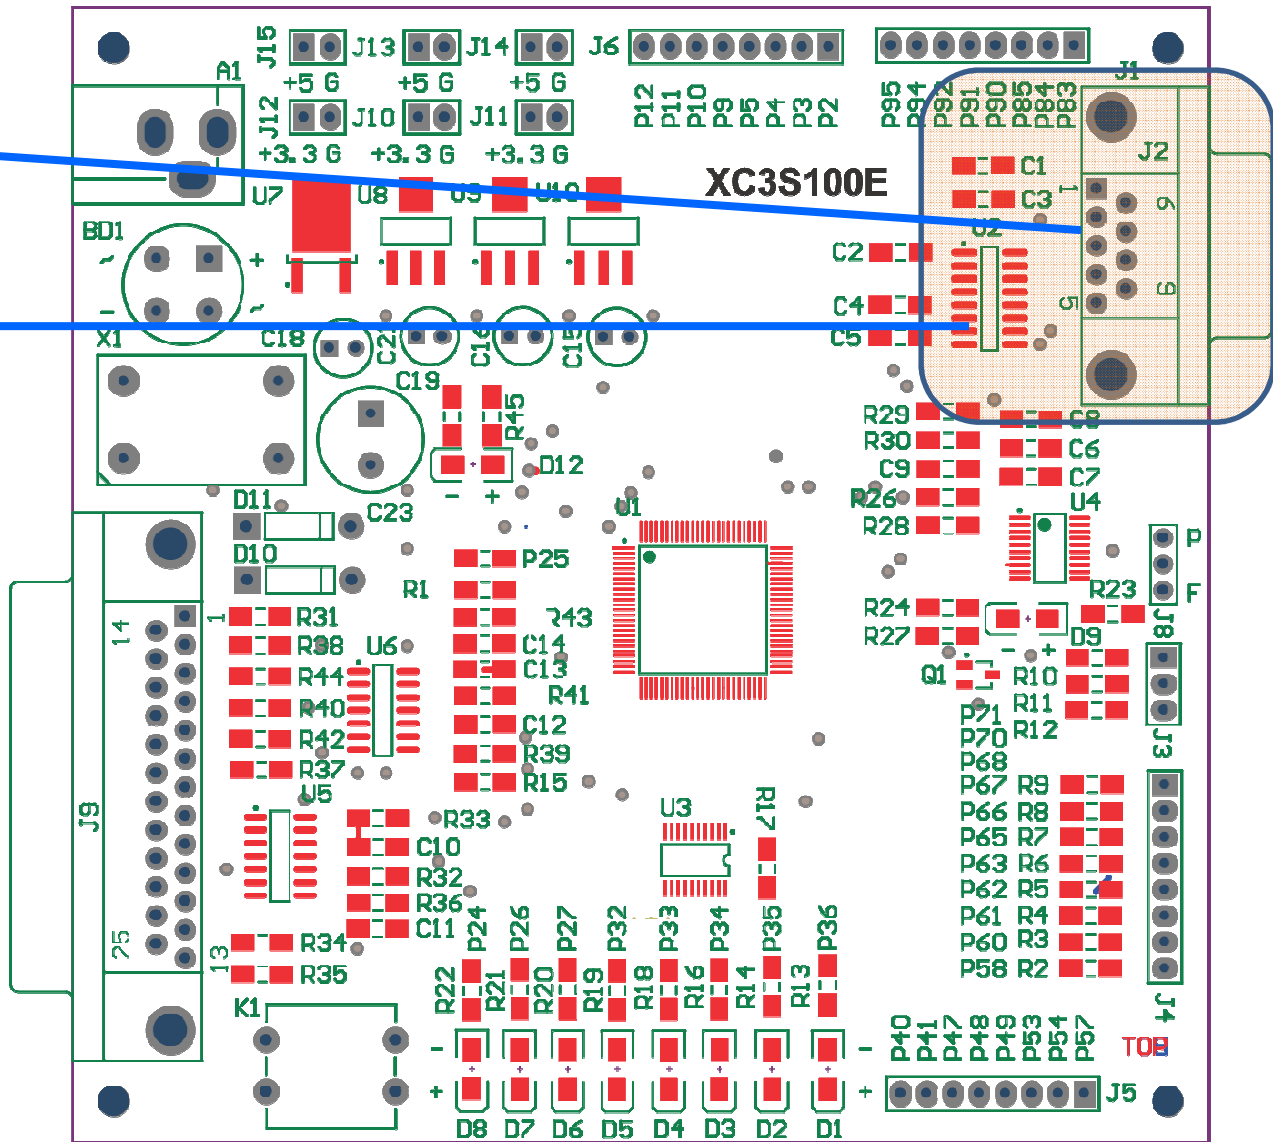 J15 J13 J14 J6
A1 +5 G +5 G +5 G J1
J12 J10 J11
P12 P11 P10 P9 P5 P4 P3 P2
P95 P94 P92 P91 P90 P85 P84 P83
+3.3 G +3.3 G +3.3 G
J2
XC3S100E
C1
U7 U8 U10
C3
1 6
BD1 U2
~ + C2
- ~ 9
C4 5
X1 C18 C16 C15 C5
C19
R45 R29 C8
R30 C6
D12 C9 C7
- +
D11 C23 U1 R26 U4
R28
D10 P25 P
R1 R23 F
1 R31 R43 R24 J8
14 R38 U6 C14 R27 D9
- +
R44 C13 Q1 R10
R40 R41 P71 R11
R42 C12 P70 R12
R37 R39 P68 J3
U5 R15 P67 R9
J9 R33 U3 R17 P66 R8
C10 P65 R7
R32 P63 R6
R36 P62 R5
C11 P61 R4
25 13 R34 P60 R3
R35 P58 R2
P24 P26 P27 P32 P33 P34 P35 P36
R22 R21 R20 R19 R18 R16 R14 R13
K1 J4
P40 P41 P47 P48 P49 P53 P54 P57
- -
+ + J5
D8 D7 D6 D5 D4 D3 D2 D1